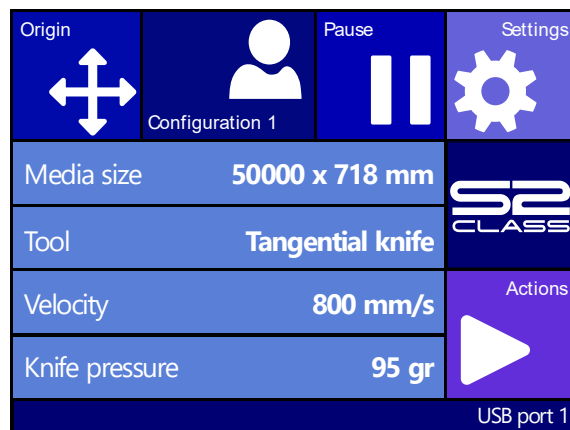 Origin
Configuration 1
Pause
Settings
Media size 50000 x 718 mm
S2
CLASS
Tool Tangential knife
Velocity 800 mm/s
Actions
Knife pressure 95 gr
USB port 1